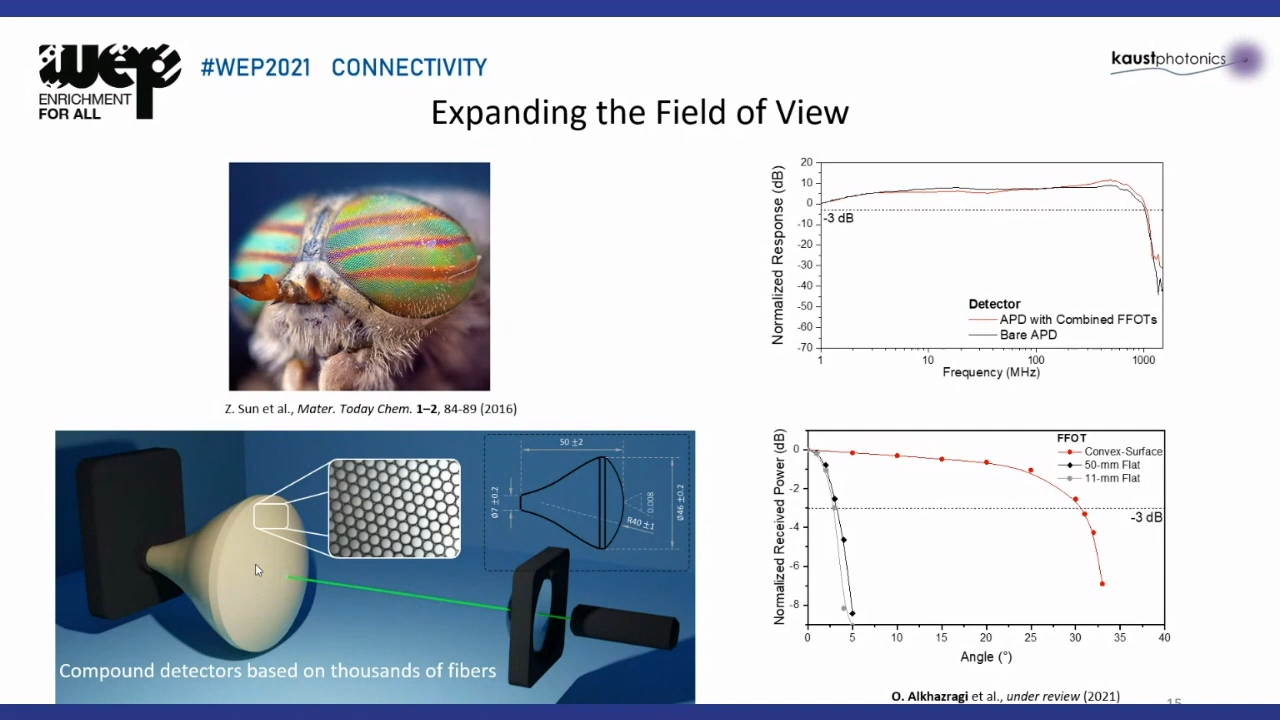 wep
ENRICHMENT
FOR ALL
#WEP2021 CONNECTIVITY
kaustphotonics
Expanding the Field of View
Z. Sun et al., Mater. Today Chem. 1–2, 84-89 (2016)
Normalized Response (dB)
20
10
0
-10
-20
-30
-40
-50
-60
-70
-3 dB
Detector
APD with Combined FFOTs
Bare APD
1 10 100 1000
Frequency (MHz)
50 ±2
Ø7 ±0.2
0.008
R40 ±1
Ø46 ±0.2
Compound detectors based on thousands of fibers
Normalized Received Power (dB)
0
-2
-4
-6
-8
FFOT
Convex-Surface
50-mm Flat
11-mm Flat
-3 dB
0 5 10 15 20 25 30 35 40
Angle (°)
O. Alkhazragi et al., under review (2021)
15